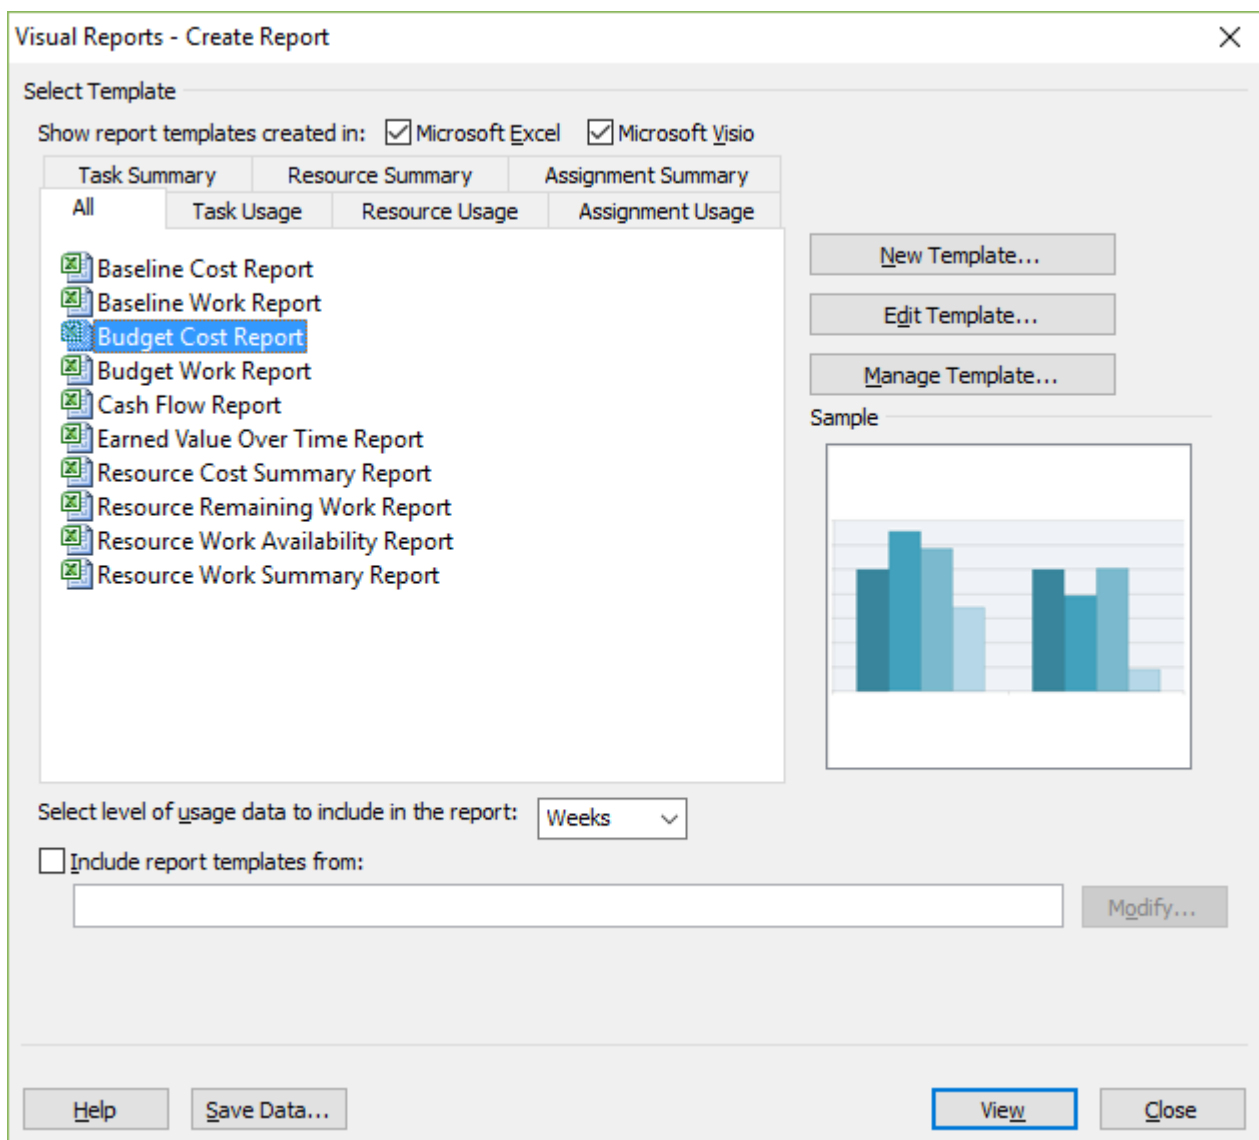 Visual Reports - Create Report
Select Template
Show report templates created in: Microsoft Excel Microsoft Visio
Task Summary Resource Summary Assignment Summary
All Task Usage Resource Usage Assignment Usage
Baseline Cost Report
Baseline Work Report
Budget Cost Report
Budget Work Report
Cash Flow Report
Earned Value Over Time Report
Resource Cost Summary Report
Resource Remaining Work Report
Resource Work Availability Report
Resource Work Summary Report
New Template...
Edit Template...
Manage Template...
Sample
Select level of usage data to include in the report: Weeks
Include report templates from:
Modify...
Help Save Data... View Close